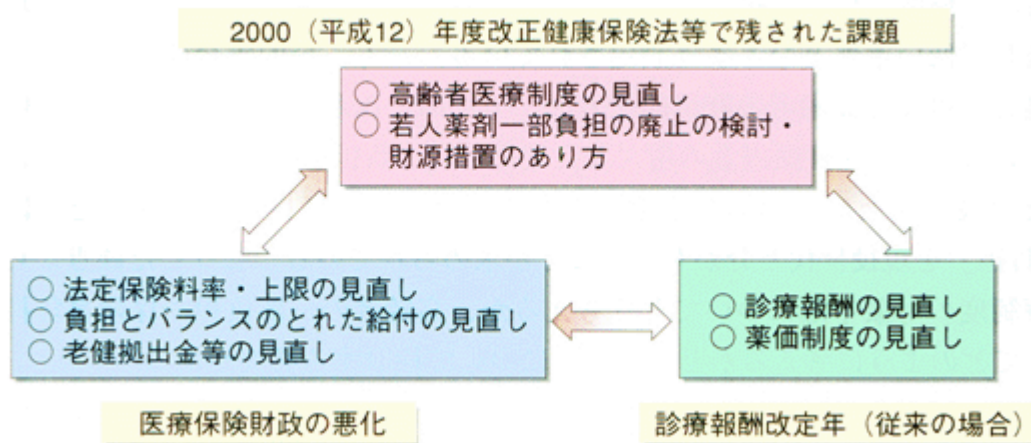 2000（平成12）年度改正健康保険法等で残された課題
○ 高齢者医療制度の見直し
○ 若人薬剤一部負担の廃止の検討・
財源措置のあり方
○ 法定保険料率・上限の見直し
○ 負担とバランスのとれた給付の見直し
○ 老健拠出金等の見直し
○ 診療報酬の見直し
○ 薬価制度の見直し
医療保険財政の悪化
診療報酬改定年（従来の場合）